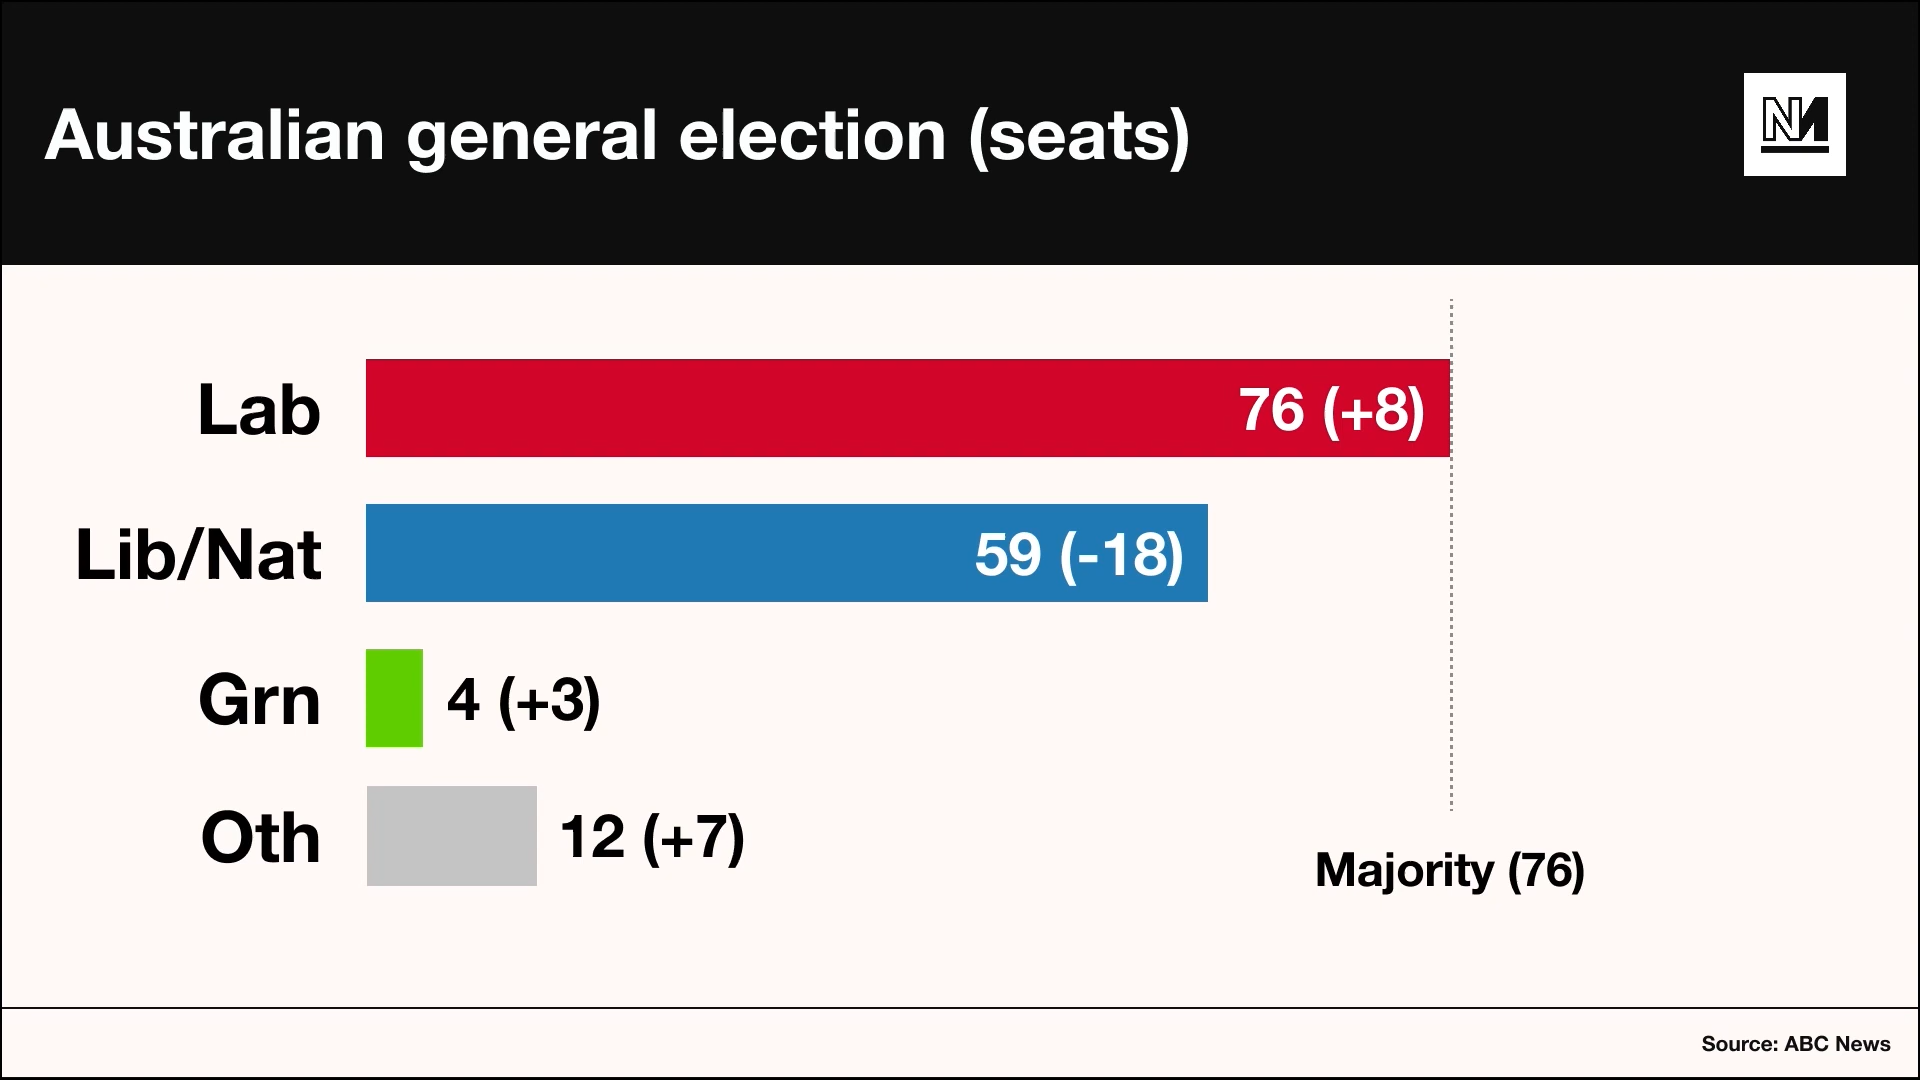 Australian general election (seats)
NM
Lab 76 (+8)
Lib/Nat 59 (-18)
Grn 4 (+3)
Oth 12 (+7)
Majority (76)
Source: ABC News